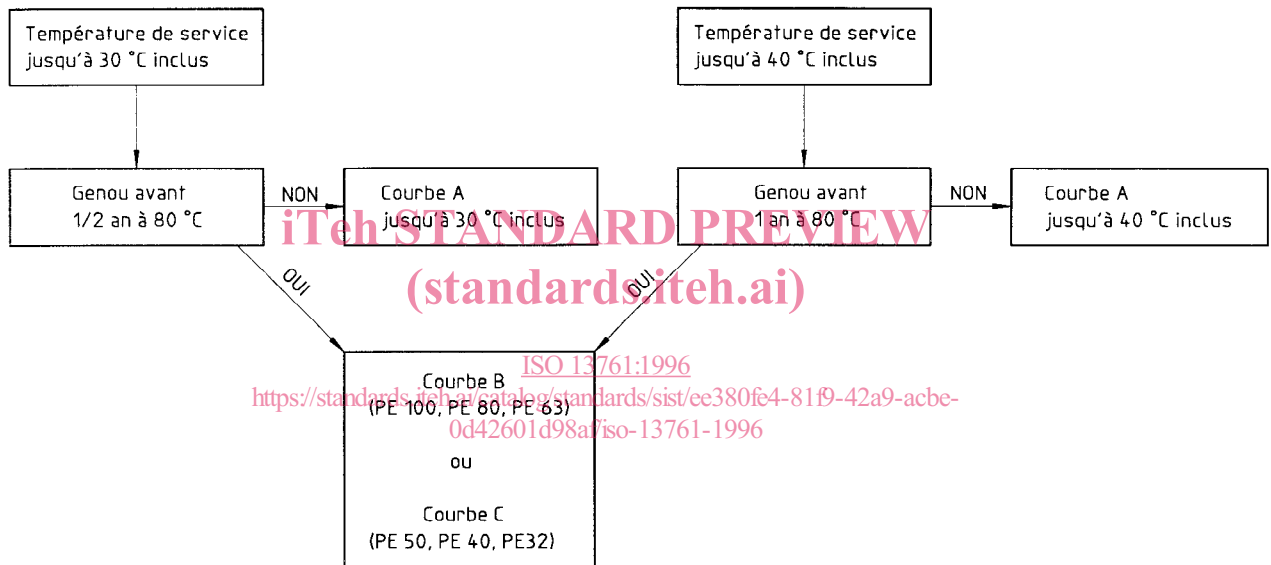 Température de service
jusqu'à 30 °C inclus
Température de service
jusqu'à 40 °C inclus
Genou avant
1/2 an à 80 °C
NON
Courbe A
jusqu'à 30 °C inclus
Genou avant
1 an à 80 °C
NON
Courbe A
jusqu'à 40 °C inclus
iTeh STANDARD PREVIEW
(standards.iteh.ai)
OUI
OUI
ISO 13761:1996
https://standards.iteh.ai/catalog/standards/sist/ee380fe4-81f9-42a9-acbe-
0d42601d98af/iso-13761-1996
Courbe B
(PE 100, PE 80, PE 63)
ou
Courbe C
(PE 50, PE 40, PE32)